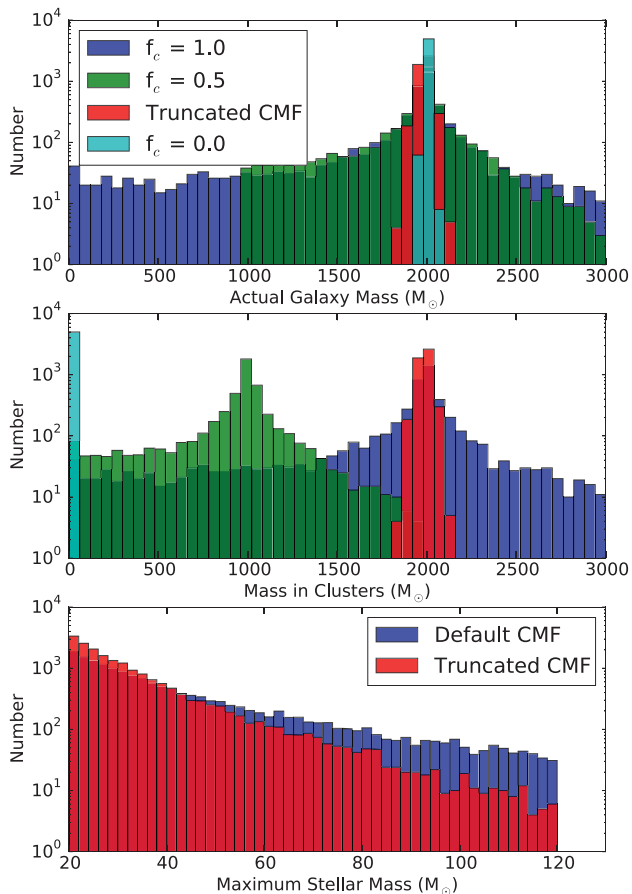 10^4
10^3
10^2
10^1
10^0
Number
f_c = 1.0
f_c = 0.5
Truncated CMF
f_c = 0.0
0 500 1000 1500 2000 2500 3000
Actual Galaxy Mass (M_☉)
10^4
10^3
10^2
10^1
10^0
Number
0 500 1000 1500 2000 2500 3000
Mass in Clusters (M_☉)
10^4
10^3
10^2
10^1
10^0
Number
Default CMF
Truncated CMF
20 40 60 80 100 120
Maximum Stellar Mass (M_☉)